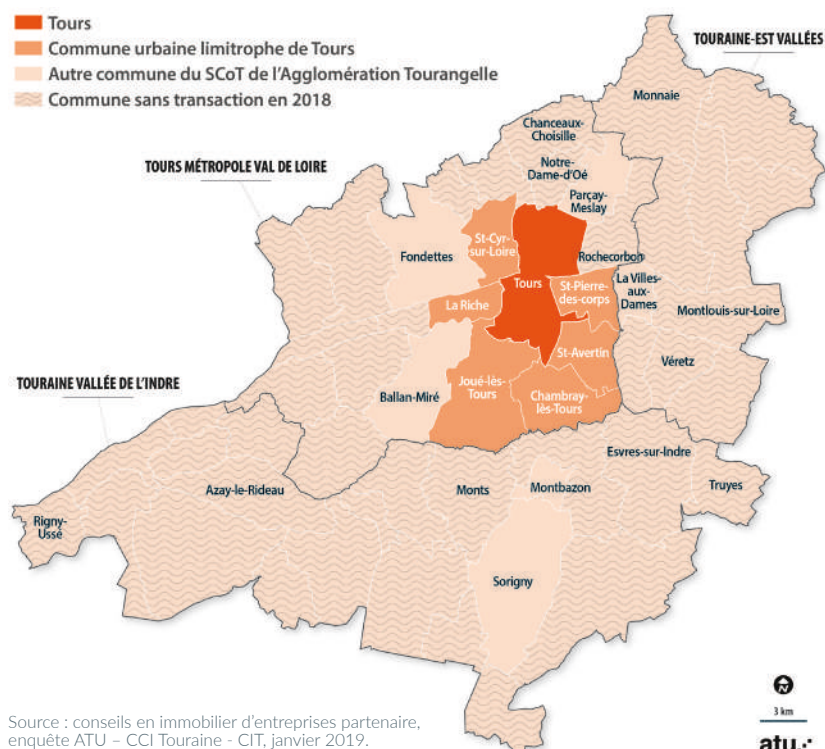 Tours
Commune urbaine limitrophe de Tours
Autre commune du SCoT de l'Agglomération Tourangelle
Commune sans transaction en 2018
TOURAINE-EST VALLÉES
Monnaie
Chanceaux-
Choisille
TOURS MÉTROPOLE VAL DE LOIRE
Notre-
Dame-d'Oé
Parçay-
Meslay
St-Cyr-
sur-Loire
Fondettes
Rochecorbon
Tours
St-Pierre-
des-corps
La Villes-
aux-
Dames
La Riche
Montlouis-sur-Loire
St-Avertin
Véretz
TOURAINE VALLÉE DE L'INDRE
Ballan-Miré
Joué-lès-
Tours
Chambray-
lès-Tours
Esvres-sur-Indre
Azay-le-Rideau
Monts
Montbazon
Truyes
Rigny-
Ussé
Sorigny
N
3 km
atu
Source : conseils en immobilier d'entreprises partenaire,
enquête ATU – CCI Touraine - CIT, janvier 2019.